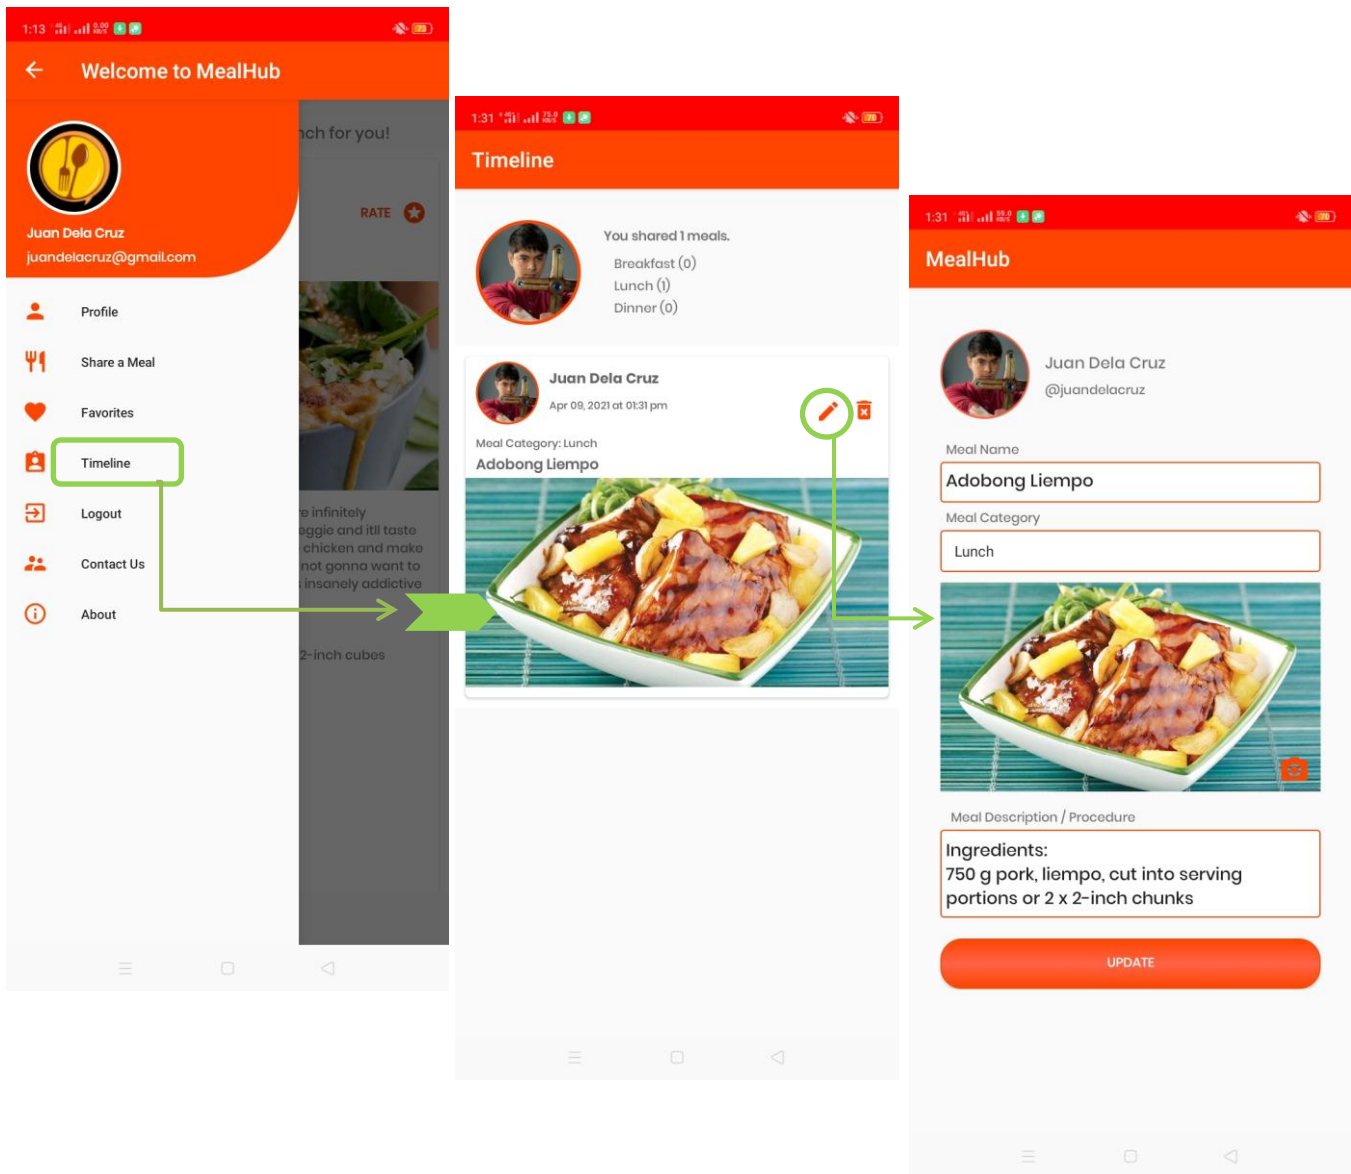 1:13
73
Welcome to MealHub
nch for you!
RATE
Juan Dela Cruz
juandelacruz@gmail.com
Profile
Share a Meal
Favorites
Timeline
Logout
Contact Us
About
e infinitely
eggie and itll taste
chicken and make
not gonna want to
insanely addictive
2-inch cubes
1:31
70
Timeline
You shared 1 meals.
Breakfast (0)
Lunch (1)
Dinner (0)
Juan Dela Cruz
Apr 09, 2021 at 01:31 pm
Meal Category: Lunch
Adobong Liempo
1:31
70
MealHub
Juan Dela Cruz
@juandelacruz
Meal Name
Adobong Liempo
Meal Category
Lunch
Meal Description / Procedure
Ingredients:
750 g pork, liempo, cut into serving
portions or 2 x 2-inch chunks
UPDATE